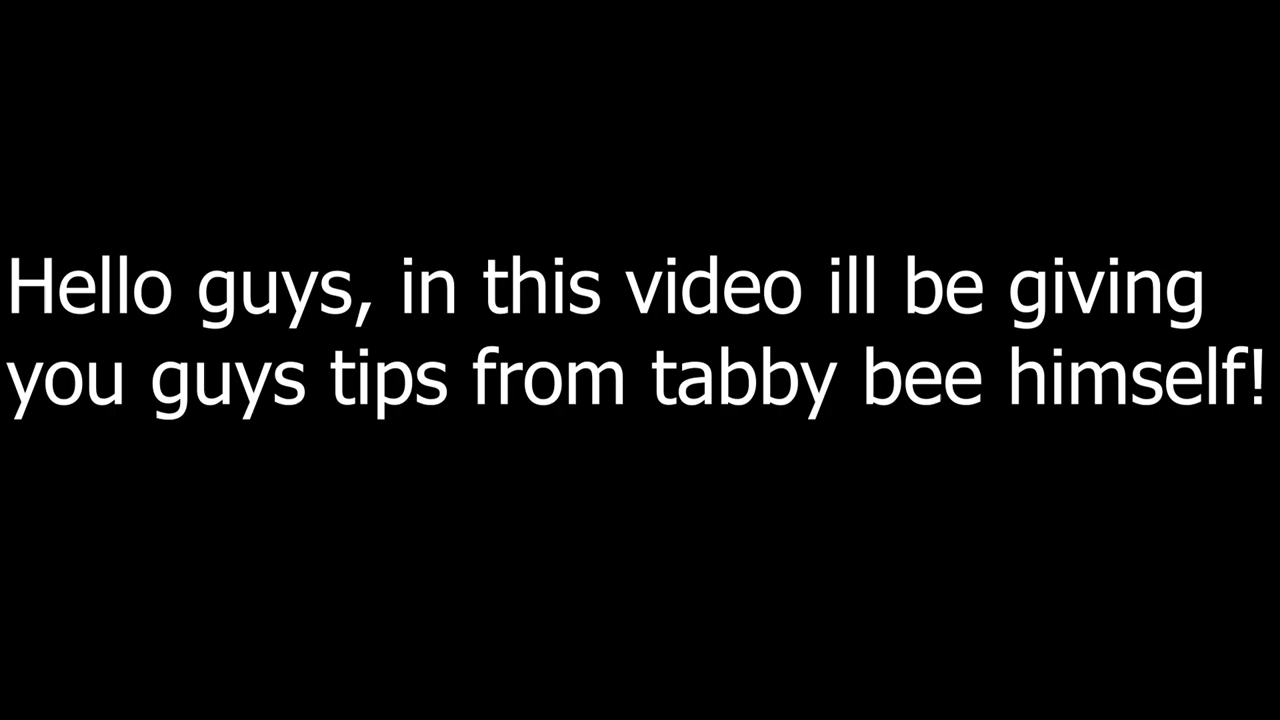 Hello guys, in this video ill be giving
you guys tips from tabby bee himself!